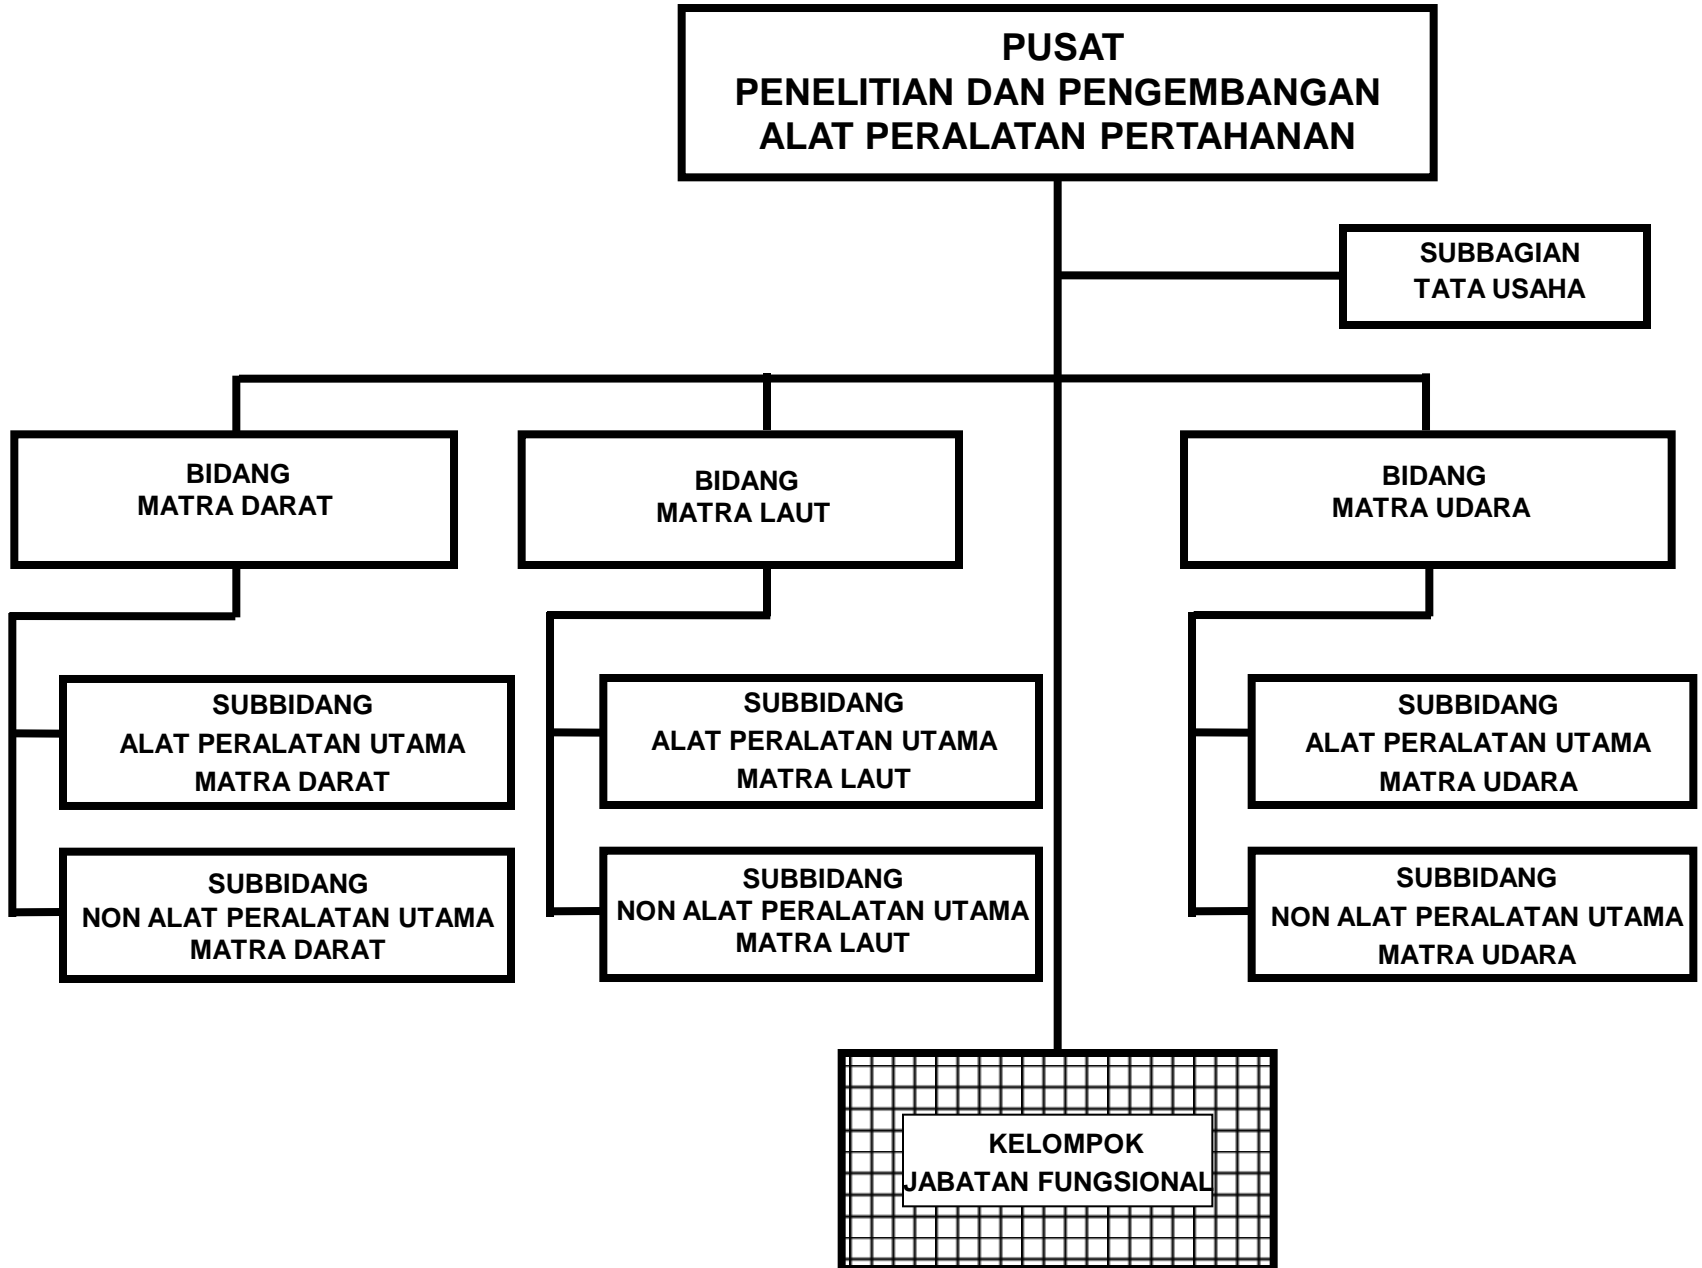 PUSAT
PENELITIAN DAN PENGEMBANGAN
ALAT PERALATAN PERTAHANAN
SUBBAGIAN
TATA USAHA
BIDANG
MATRA DARAT
BIDANG
MATRA LAUT
BIDANG
MATRA UDARA
SUBBIDANG
ALAT PERALATAN UTAMA
MATRA DARAT
SUBBIDANG
ALAT PERALATAN UTAMA
MATRA LAUT
SUBBIDANG
ALAT PERALATAN UTAMA
MATRA UDARA
SUBBIDANG
NON ALAT PERALATAN UTAMA
MATRA DARAT
SUBBIDANG
NON ALAT PERALATAN UTAMA
MATRA LAUT
SUBBIDANG
NON ALAT PERALATAN UTAMA
MATRA UDARA
KELOMPOK
JABATAN FUNGSIONAL